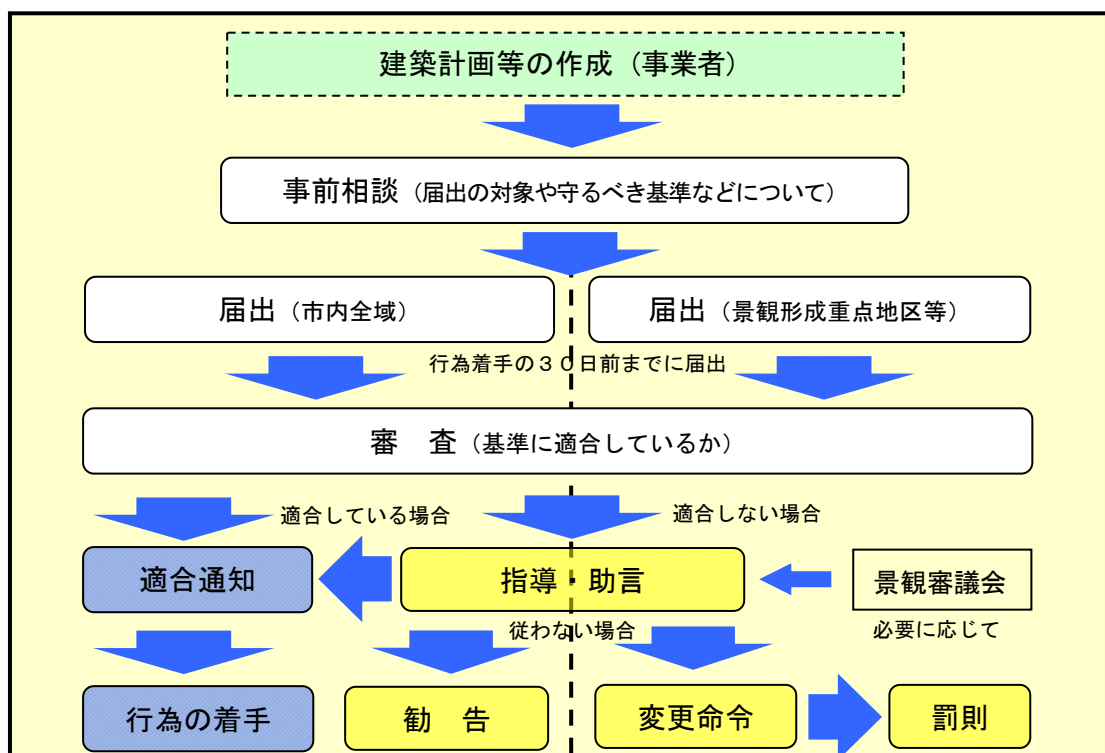 建築計画等の作成（事業者）
事前相談（届出の対象や守るべき基準などについて）
届出（市内全域）
届出（景観形成重点地区等）
行為着手の３０日前までに届出
審　査（基準に適合しているか）
適合している場合
適合しない場合
適合通知
指導・助言
景観審議会
従わない場合
必要に応じて
行為の着手
勧　告
変更命令
罰則